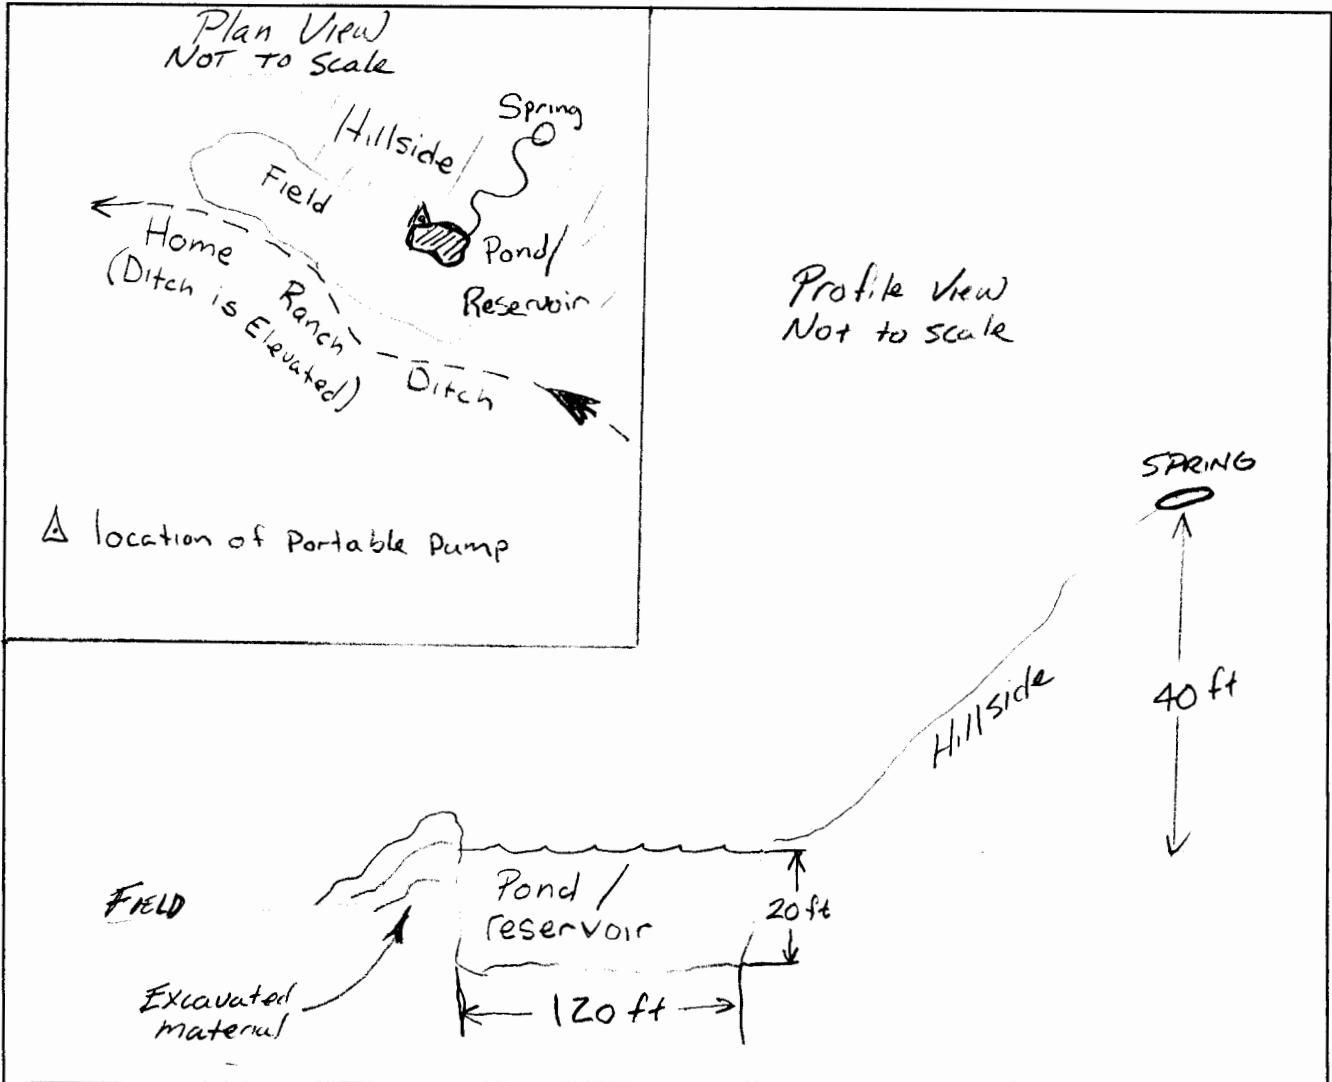 Plan View
NOT TO Scale
Spring
Hillside
Field
Pond/
Reservoir
Home Ranch Ditch
(Ditch is Elevated)
location of Portable Pump
Profile View
Not to scale
SPRING
40 ft
Hillside
FIELD
Pond /
reservoir
20 ft
Excavated
material
120 ft